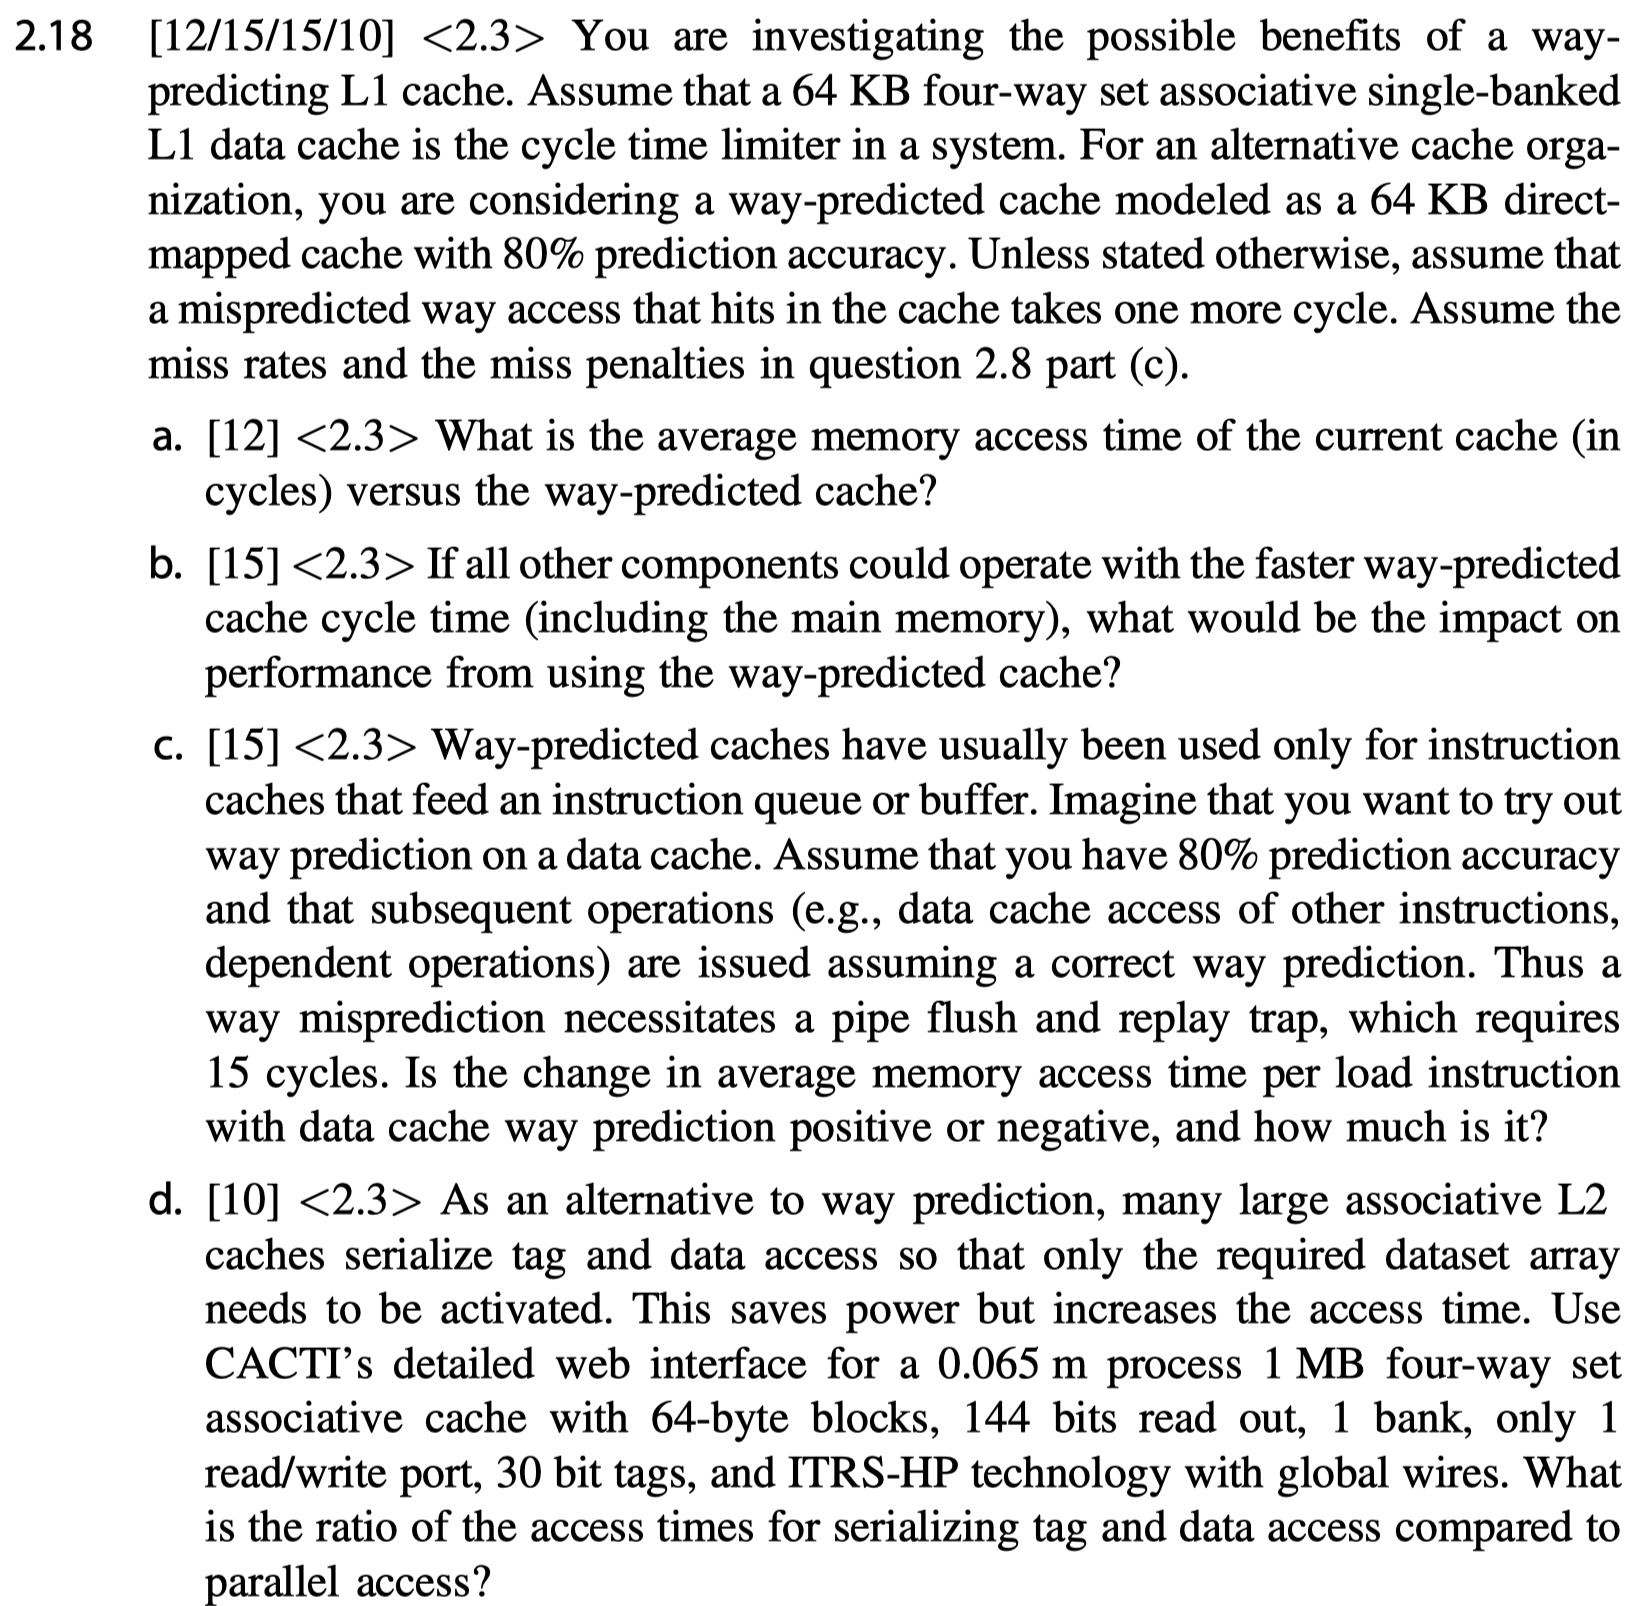 2.18 [12/15/15/10] <2.3> You are investigating the possible benefits of a way-
predicting L1 cache. Assume that a 64 KB four-way set associative single-banked
L1 data cache is the cycle time limiter in a system. For an alternative cache orga-
nization, you are considering a way-predicted cache modeled as a 64 KB direct-
mapped cache with 80% prediction accuracy. Unless stated otherwise, assume that
a mispredicted way access that hits in the cache takes one more cycle. Assume the
miss rates and the miss penalties in question 2.8 part (c).
a. [12] <2.3> What is the average memory access time of the current cache (in
cycles) versus the way-predicted cache?
b. [15] <2.3> If all other components could operate with the faster way-predicted
cache cycle time (including the main memory), what would be the impact on
performance from using the way-predicted cache?
c. [15] <2.3> Way-predicted caches have usually been used only for instruction
caches that feed an instruction queue or buffer. Imagine that you want to try out
way prediction on a data cache. Assume that you have 80% prediction accuracy
and that subsequent operations (e.g., data cache access of other instructions,
dependent operations) are issued assuming a correct way prediction. Thus a
way misprediction necessitates a pipe flush and replay trap, which requires
15 cycles. Is the change in average memory access time per load instruction
with data cache way prediction positive or negative, and how much is it?
d. [10] <2.3> As an alternative to way prediction, many large associative L2
caches serialize tag and data access so that only the required dataset array
needs to be activated. This saves power but increases the access time. Use
CACTI’s detailed web interface for a 0.065 m process 1 MB four-way set
associative cache with 64-byte blocks, 144 bits read out, 1 bank, only 1
read/write port, 30 bit tags, and ITRS-HP technology with global wires. What
is the ratio of the access times for serializing tag and data access compared to
parallel access?